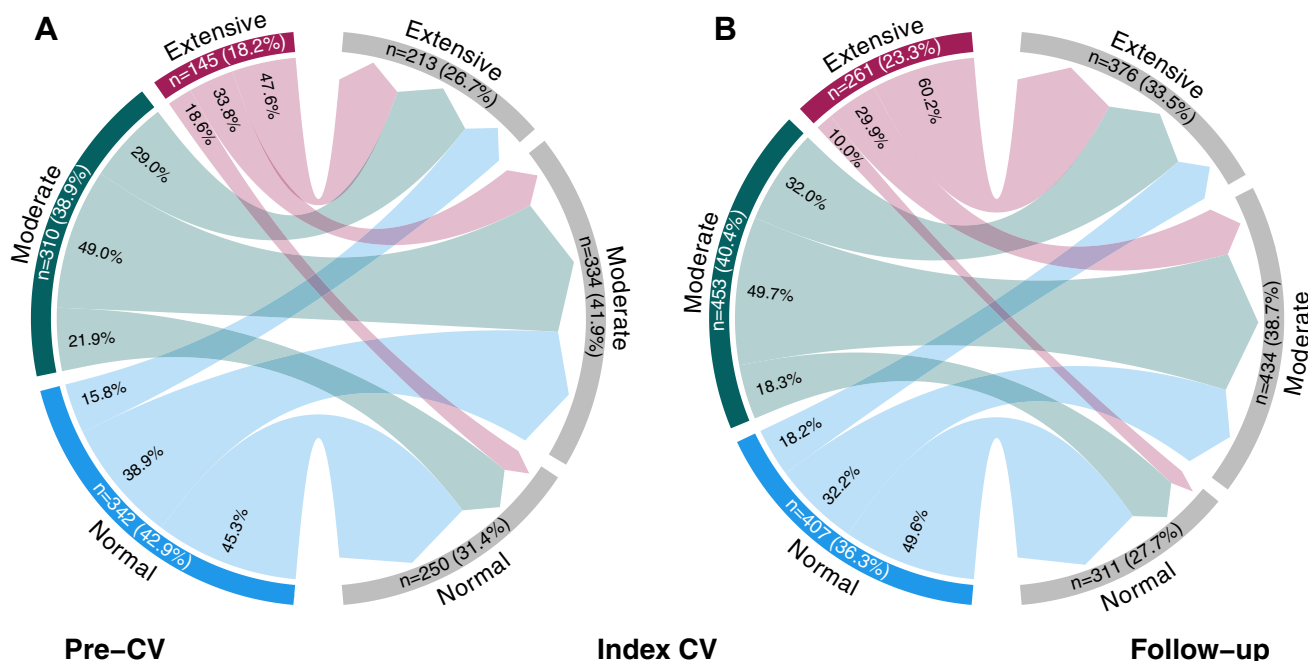 A
Extensive
n=145 (18.2%)
47.6%
33.8%
18.6%
Moderate
n=310 (38.9%)
29.0%
49.0%
21.9%
Normal
n=342 (42.9%)
15.8%
38.9%
45.3%
Extensive
n=213 (26.7%)
Moderate
n=334 (41.9%)
Normal
n=250 (31.4%)
B
Extensive
n=261 (23.3%)
60.2%
29.9%
10.0%
Moderate
n=453 (40.4%)
32.0%
49.7%
18.3%
Normal
n=407 (36.3%)
18.2%
32.2%
49.6%
Extensive
n=376 (33.5%)
Moderate
n=434 (38.7%)
Normal
n=311 (27.7%)
Pre−CV
Index CV
Follow−up